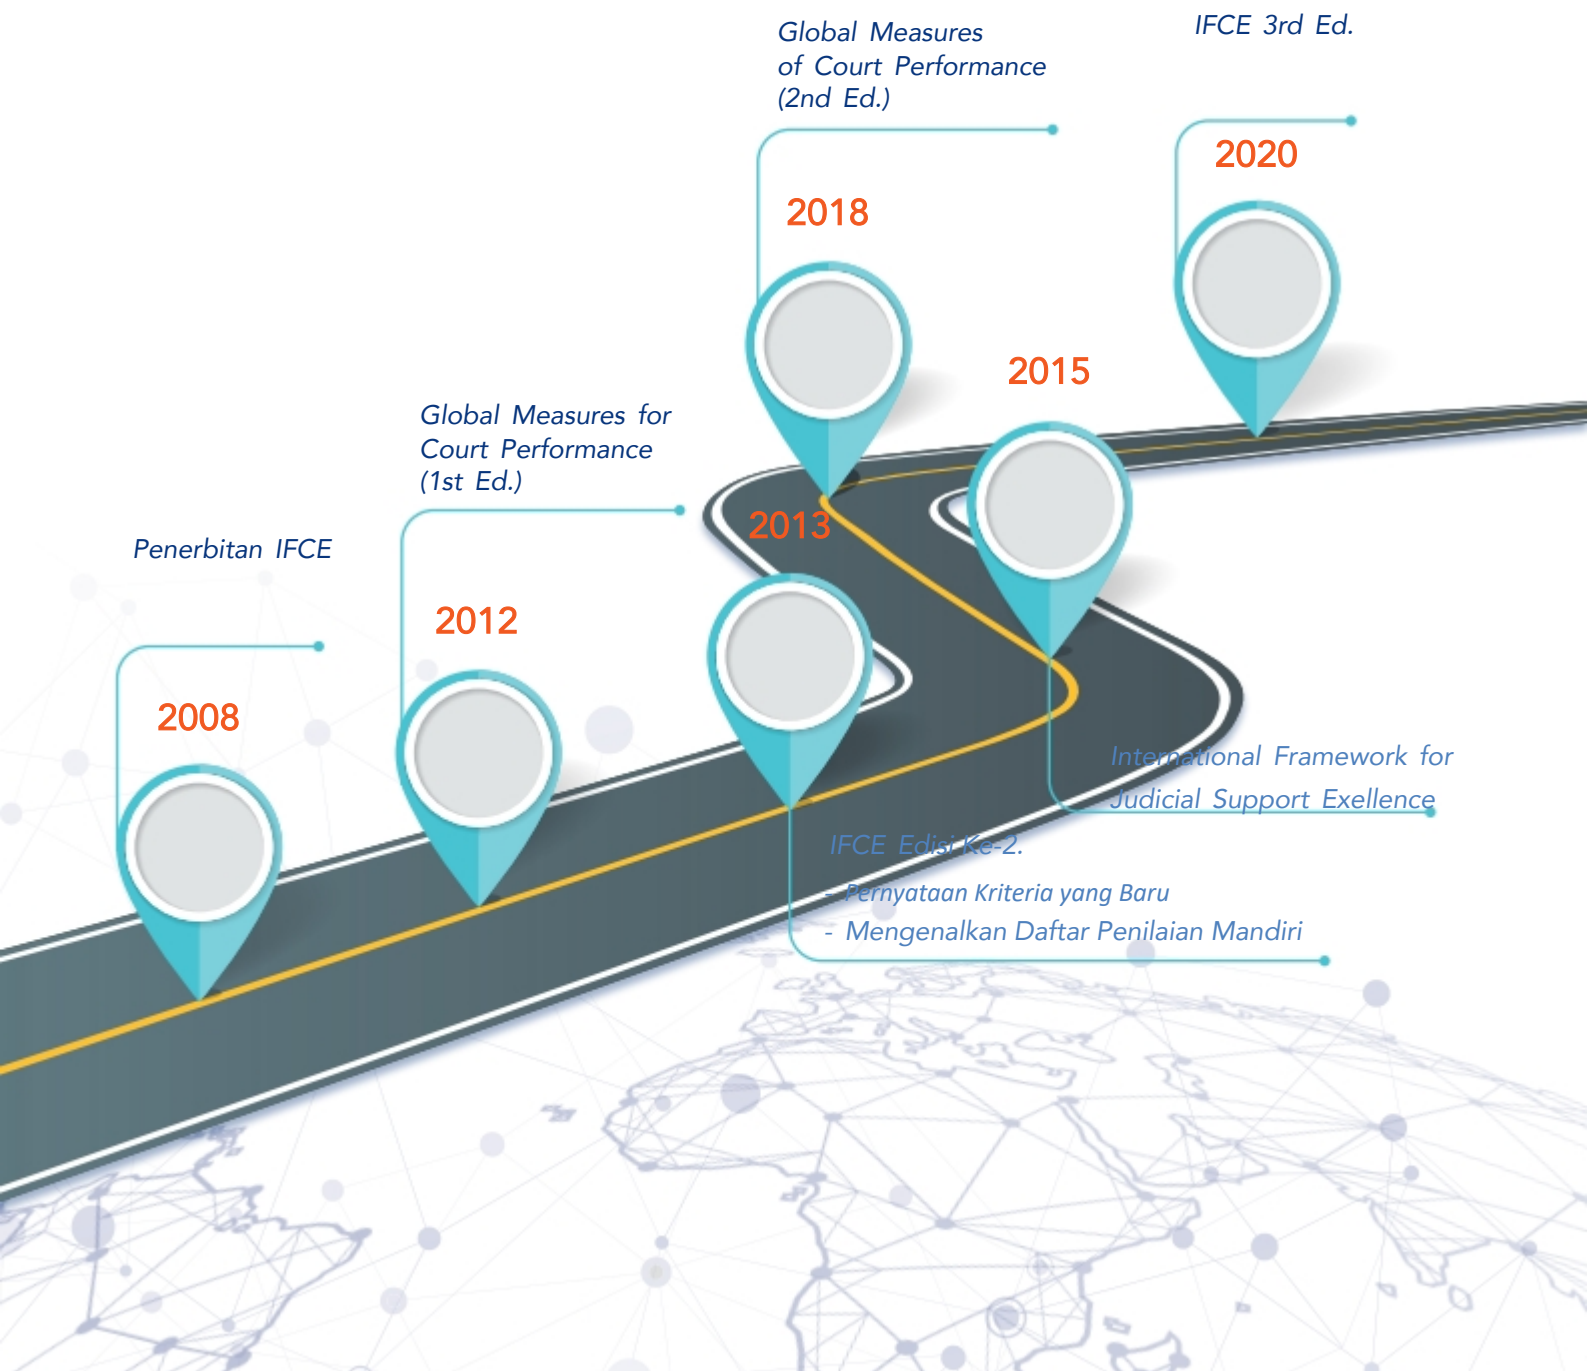 Global Measures
of Court Performance
(2nd Ed.)
2018
IFCE 3rd Ed.
2020
2015
Global Measures for
Court Performance
(1st Ed.)
2012
2013
Penerbitan IFCE
2008
International Framework for
Judicial Support Exellence
IFCE Edisi Ke-2.
- Pernyataan Kriteria yang Baru
- Mengenalkan Daftar Penilaian Mandiri